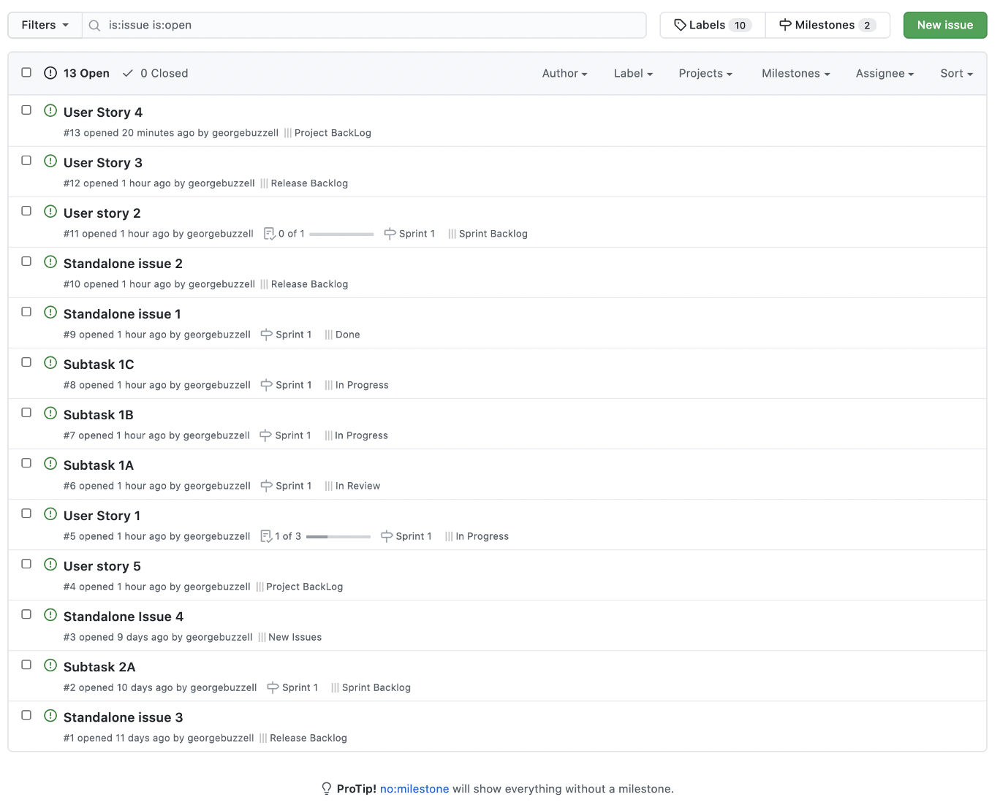 Filters is:issue is:open Labels 10 Milestones 2 New issue
13 Open 0 Closed Author Label Projects Milestones Assignee Sort
User Story 4
#13 opened 20 minutes ago by georgebuzzell Project BackLog
User Story 3
#12 opened 1 hour ago by georgebuzzell Release Backlog
User story 2
#11 opened 1 hour ago by georgebuzzell 0 of 1 Sprint 1 Sprint Backlog
Standalone issue 2
#10 opened 1 hour ago by georgebuzzell Release Backlog
Standalone issue 1
#9 opened 1 hour ago by georgebuzzell Sprint 1 Done
Subtask 1C
#8 opened 1 hour ago by georgebuzzell Sprint 1 In Progress
Subtask 1B
#7 opened 1 hour ago by georgebuzzell Sprint 1 In Progress
Subtask 1A
#6 opened 1 hour ago by georgebuzzell Sprint 1 In Review
User Story 1
#5 opened 1 hour ago by georgebuzzell 1 of 3 Sprint 1 In Progress
User story 5
#4 opened 1 hour ago by georgebuzzell Project BackLog
Standalone Issue 4
#3 opened 9 days ago by georgebuzzell New Issues
Subtask 2A
#2 opened 10 days ago by georgebuzzell Sprint 1 Sprint Backlog
Standalone issue 3
#1 opened 11 days ago by georgebuzzell Release Backlog
ProTip! no:milestone will show everything without a milestone.